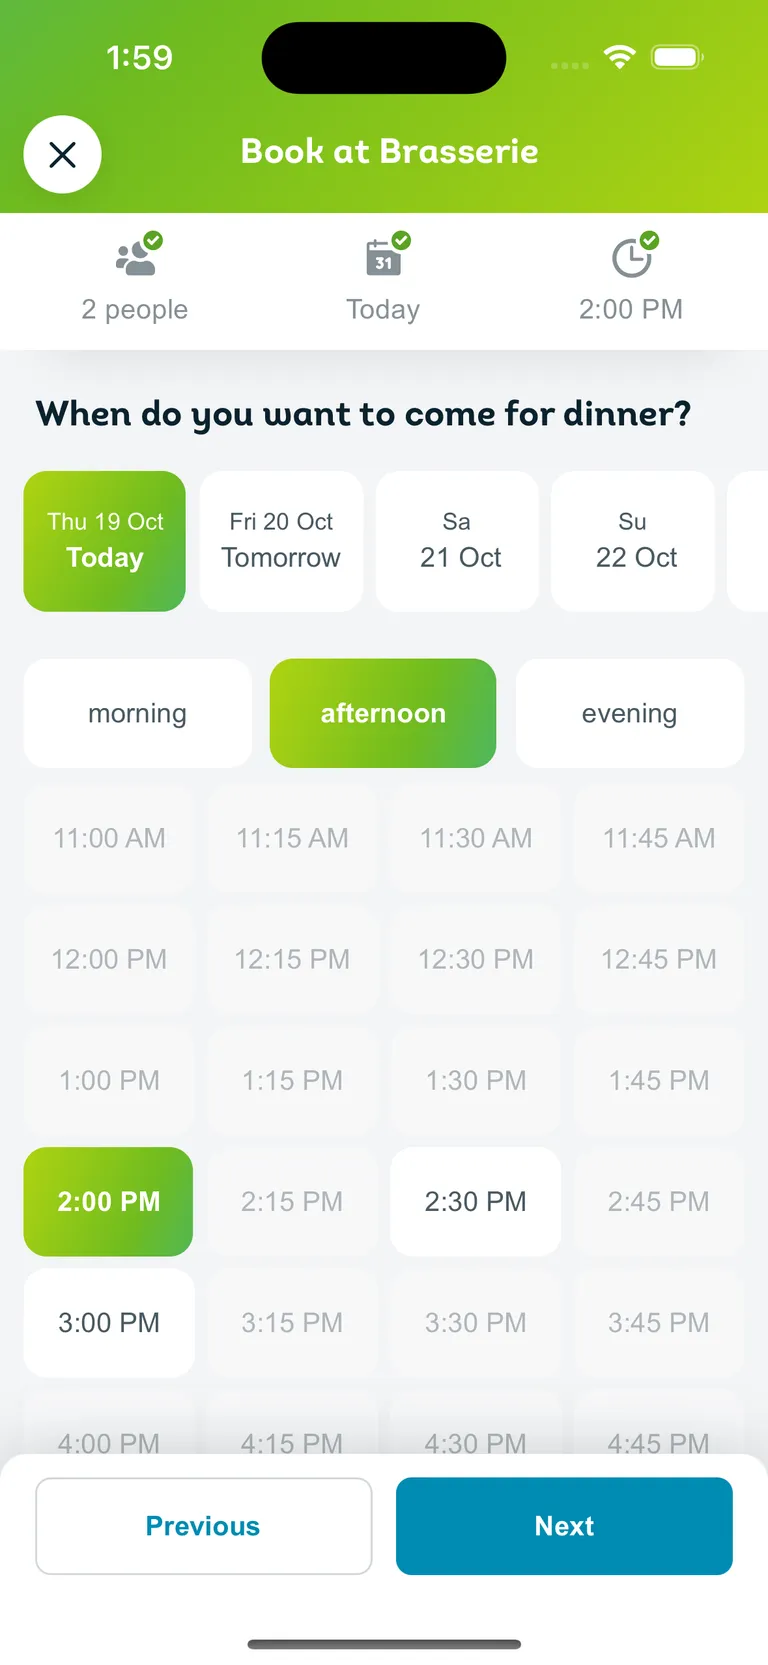 1:59
Book at Brasserie
31
2 people
Today
2:00 PM
When do you want to come for dinner?
Thu 19 Oct
Today
Fri 20 Oct
Tomorrow
Sa
21 Oct
Su
22 Oct
morning
afternoon
evening
11:00 AM
11:15 AM
11:30 AM
11:45 AM
12:00 PM
12:15 PM
12:30 PM
12:45 PM
1:00 PM
1:15 PM
1:30 PM
1:45 PM
2:00 PM
2:15 PM
2:30 PM
2:45 PM
3:00 PM
3:15 PM
3:30 PM
3:45 PM
4:00 PM
4:15 PM
4:30 PM
4:45 PM
Previous
Next